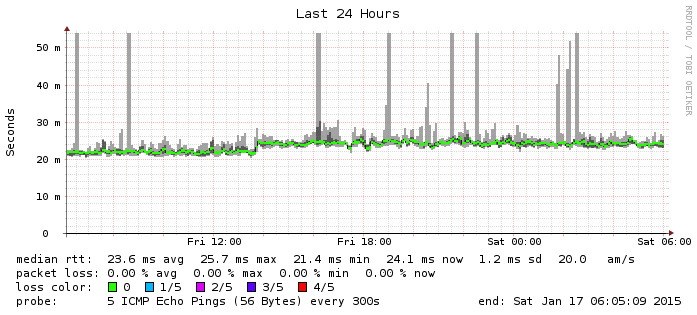 Last 24 Hours
RRDTOOL / TOBI OETIKER
Seconds
50 m
40 m
30 m
20 m
10 m
0
Fri 12:00 Fri 18:00 Sat 00:00 Sat 06:00
median rtt: 23.6 ms avg 25.7 ms max 21.4 ms min 24.1 ms now 1.2 ms sd 20.0 am/s
packet loss: 0.00 % avg 0.00 % max 0.00 % min 0.00 % now
loss color: 0 1/5 2/5 3/5 4/5
probe: 5 ICMP Echo Pings (56 Bytes) every 300s end: Sat Jan 17 06:05:09 2015